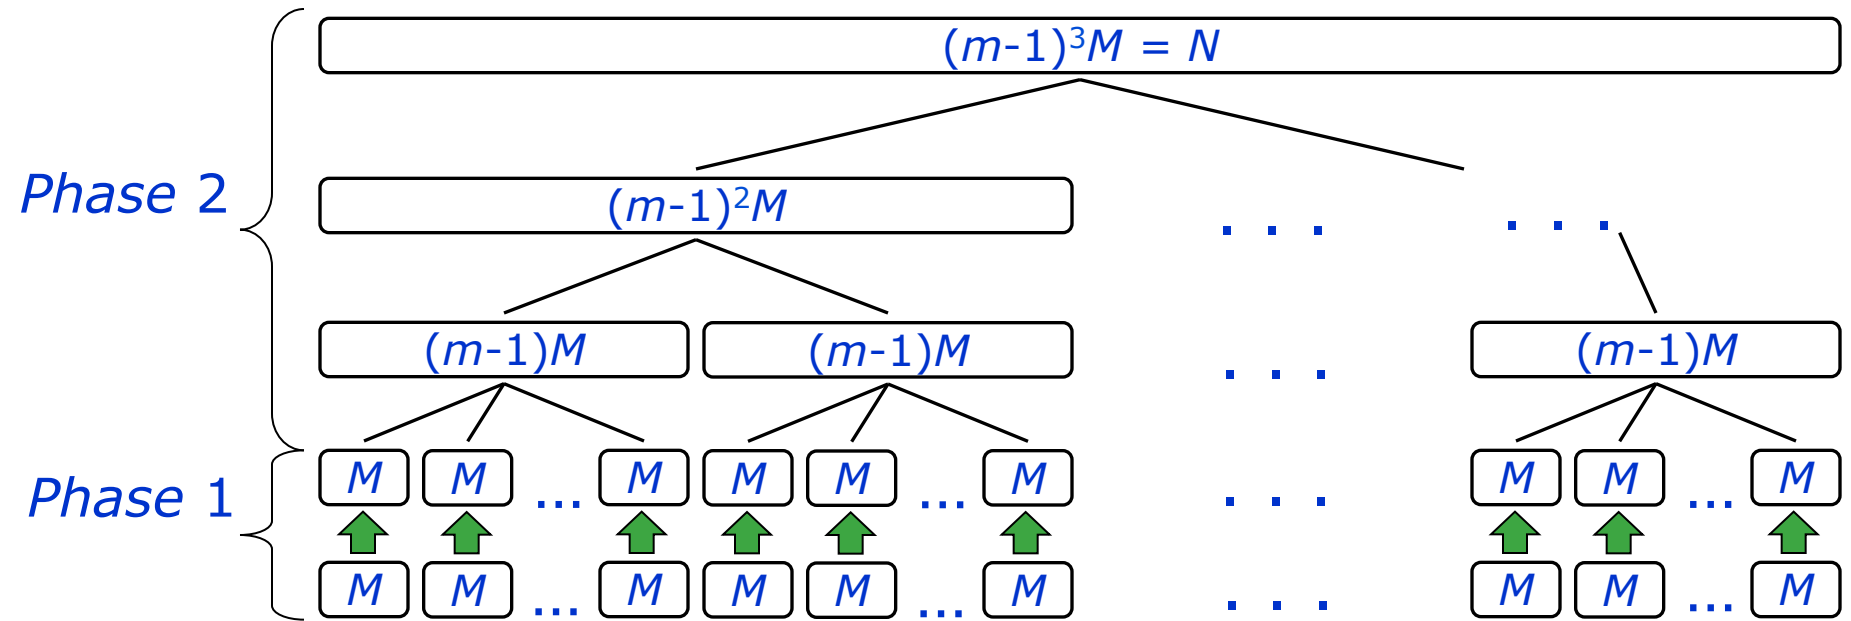 (m-1)³M = N
Phase 2
(m-1)²M . . . . . .
(m-1)M (m-1)M . . . (m-1)M
M M ... M M M ... M . . . M M ... M
Phase 1
M M ... M M M ... M . . . M M ... M